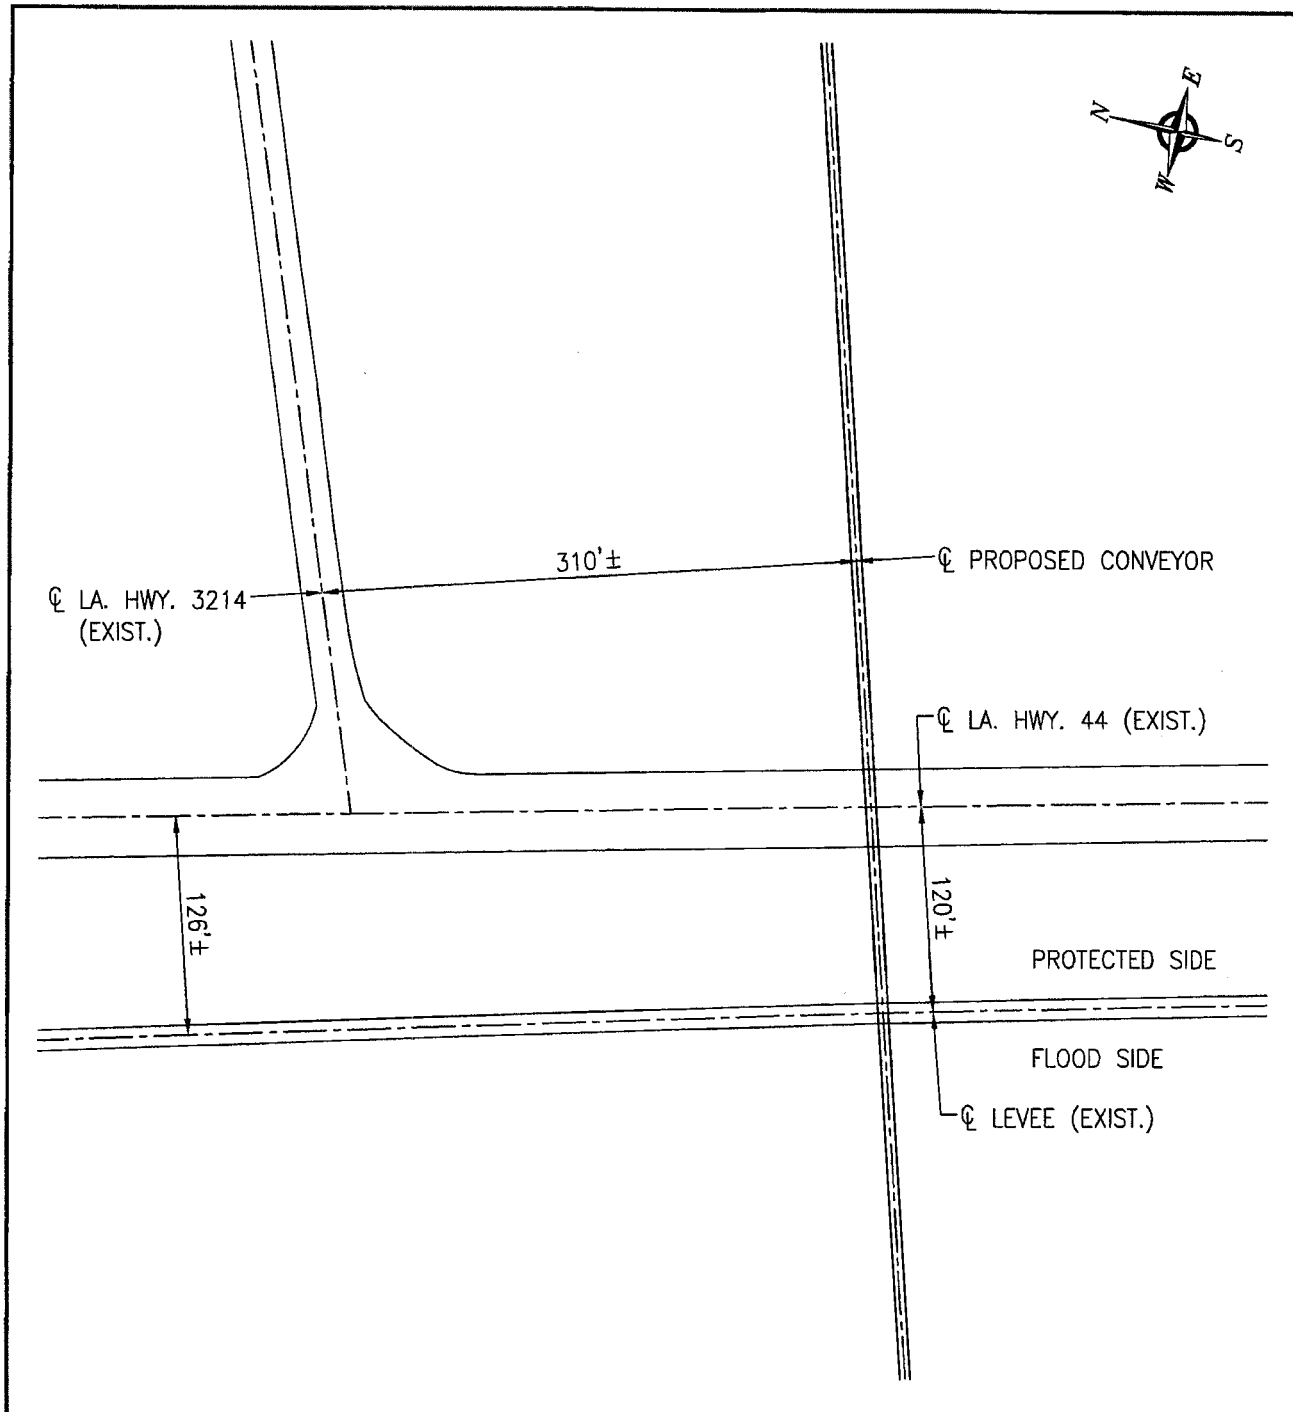 N
E
S
W
310'±
℄ PROPOSED CONVEYOR
℄ LA. HWY. 3214
(EXIST.)
℄ LA. HWY. 44 (EXIST.)
126'±
120'±
PROTECTED SIDE
FLOOD SIDE
℄ LEVEE (EXIST.)